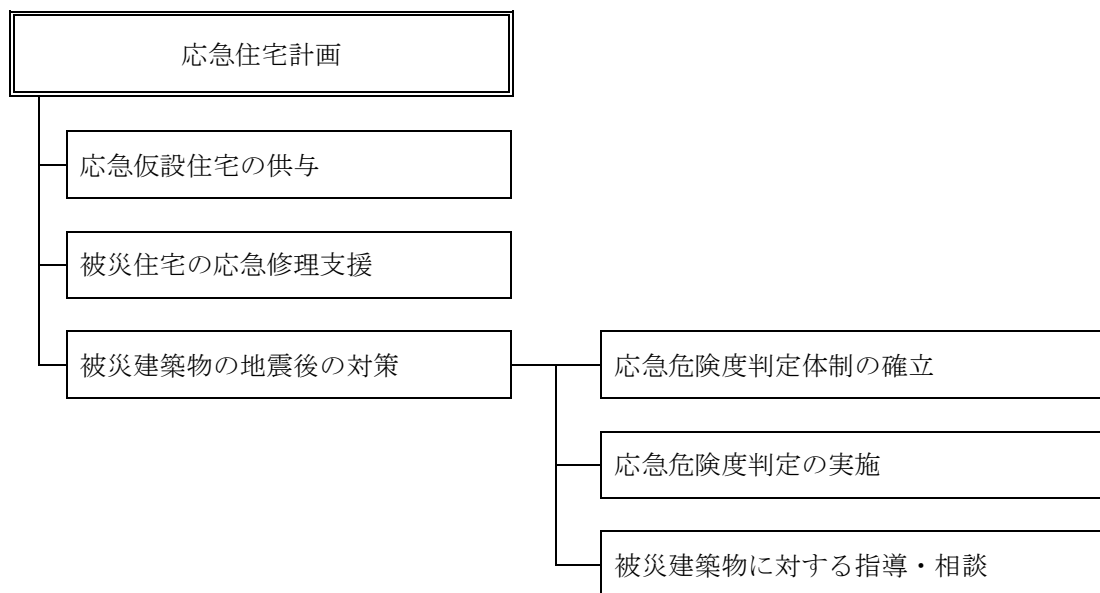 応急住宅計画
応急仮設住宅の供与
被災住宅の応急修理支援
被災建築物の地震後の対策
応急危険度判定体制の確立
応急危険度判定の実施
被災建築物に対する指導・相談